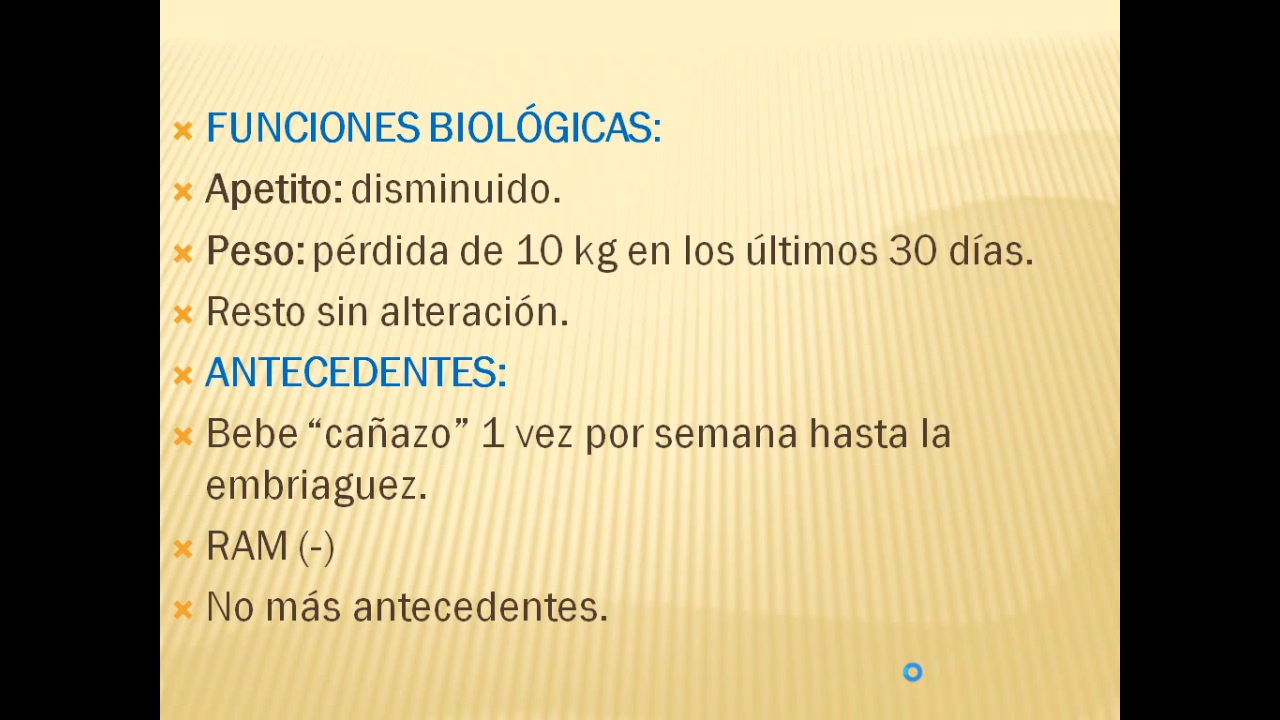 FUNCIONES BIOLÓGICAS:
Apetito: disminuido.
Peso: pérdida de 10 kg en los últimos 30 días.
Resto sin alteración.
ANTECEDENTES:
Bebe “cañazo” 1 vez por semana hasta la
embriaguez.
RAM (-)
No más antecedentes.